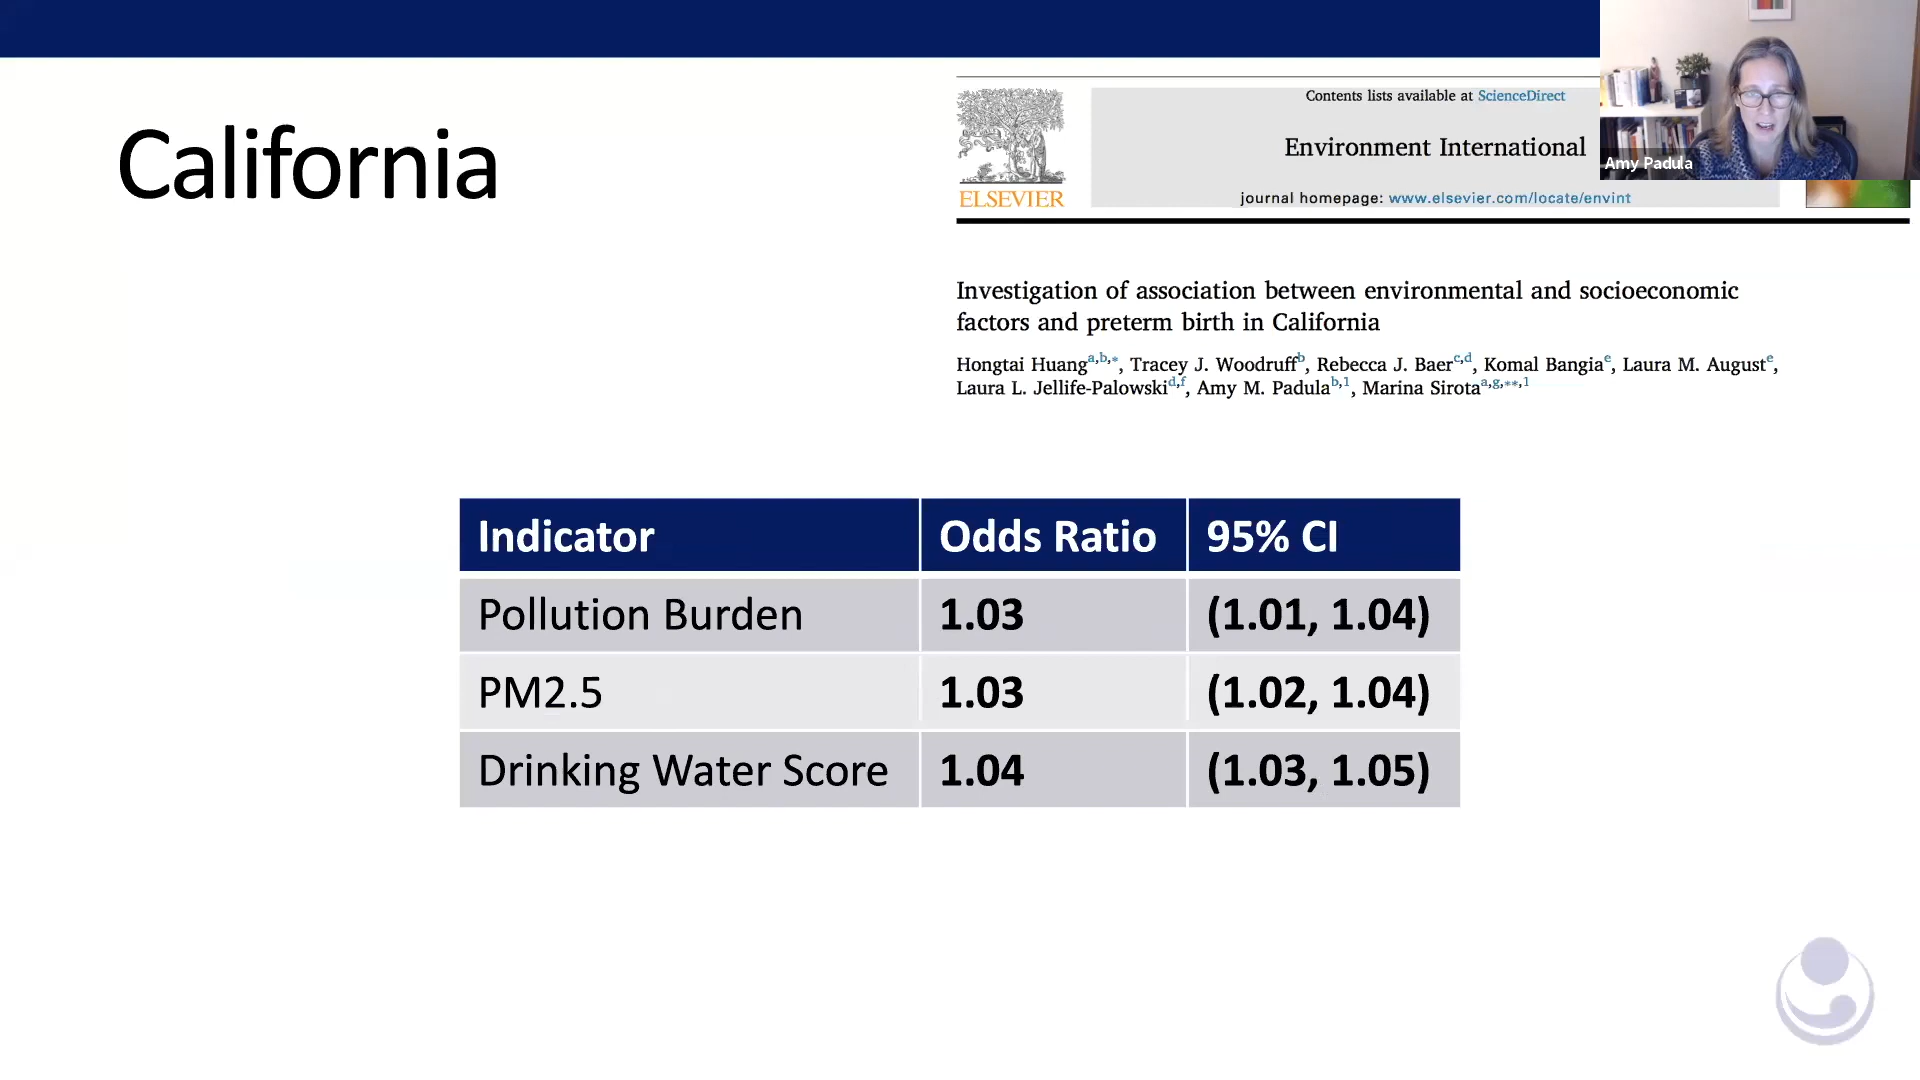 California
Contents lists available at ScienceDirect
Environment International
journal homepage: www.elsevier.com/locate/envint
ELSEVIER
Amy Padula
Investigation of association between environmental and socioeconomic
factors and preterm birth in California
Hongtai Huang a,b,*, Tracey J. Woodruff b, Rebecca J. Baer c,d, Komal Bangia e, Laura M. August e,
Laura L. Jellife-Palowski d,f, Amy M. Padula b,1, Marina Sirota a,g,**,1
Indicator Odds Ratio 95% CI
Pollution Burden 1.03 (1.01, 1.04)
PM2.5 1.03 (1.02, 1.04)
Drinking Water Score 1.04 (1.03, 1.05)